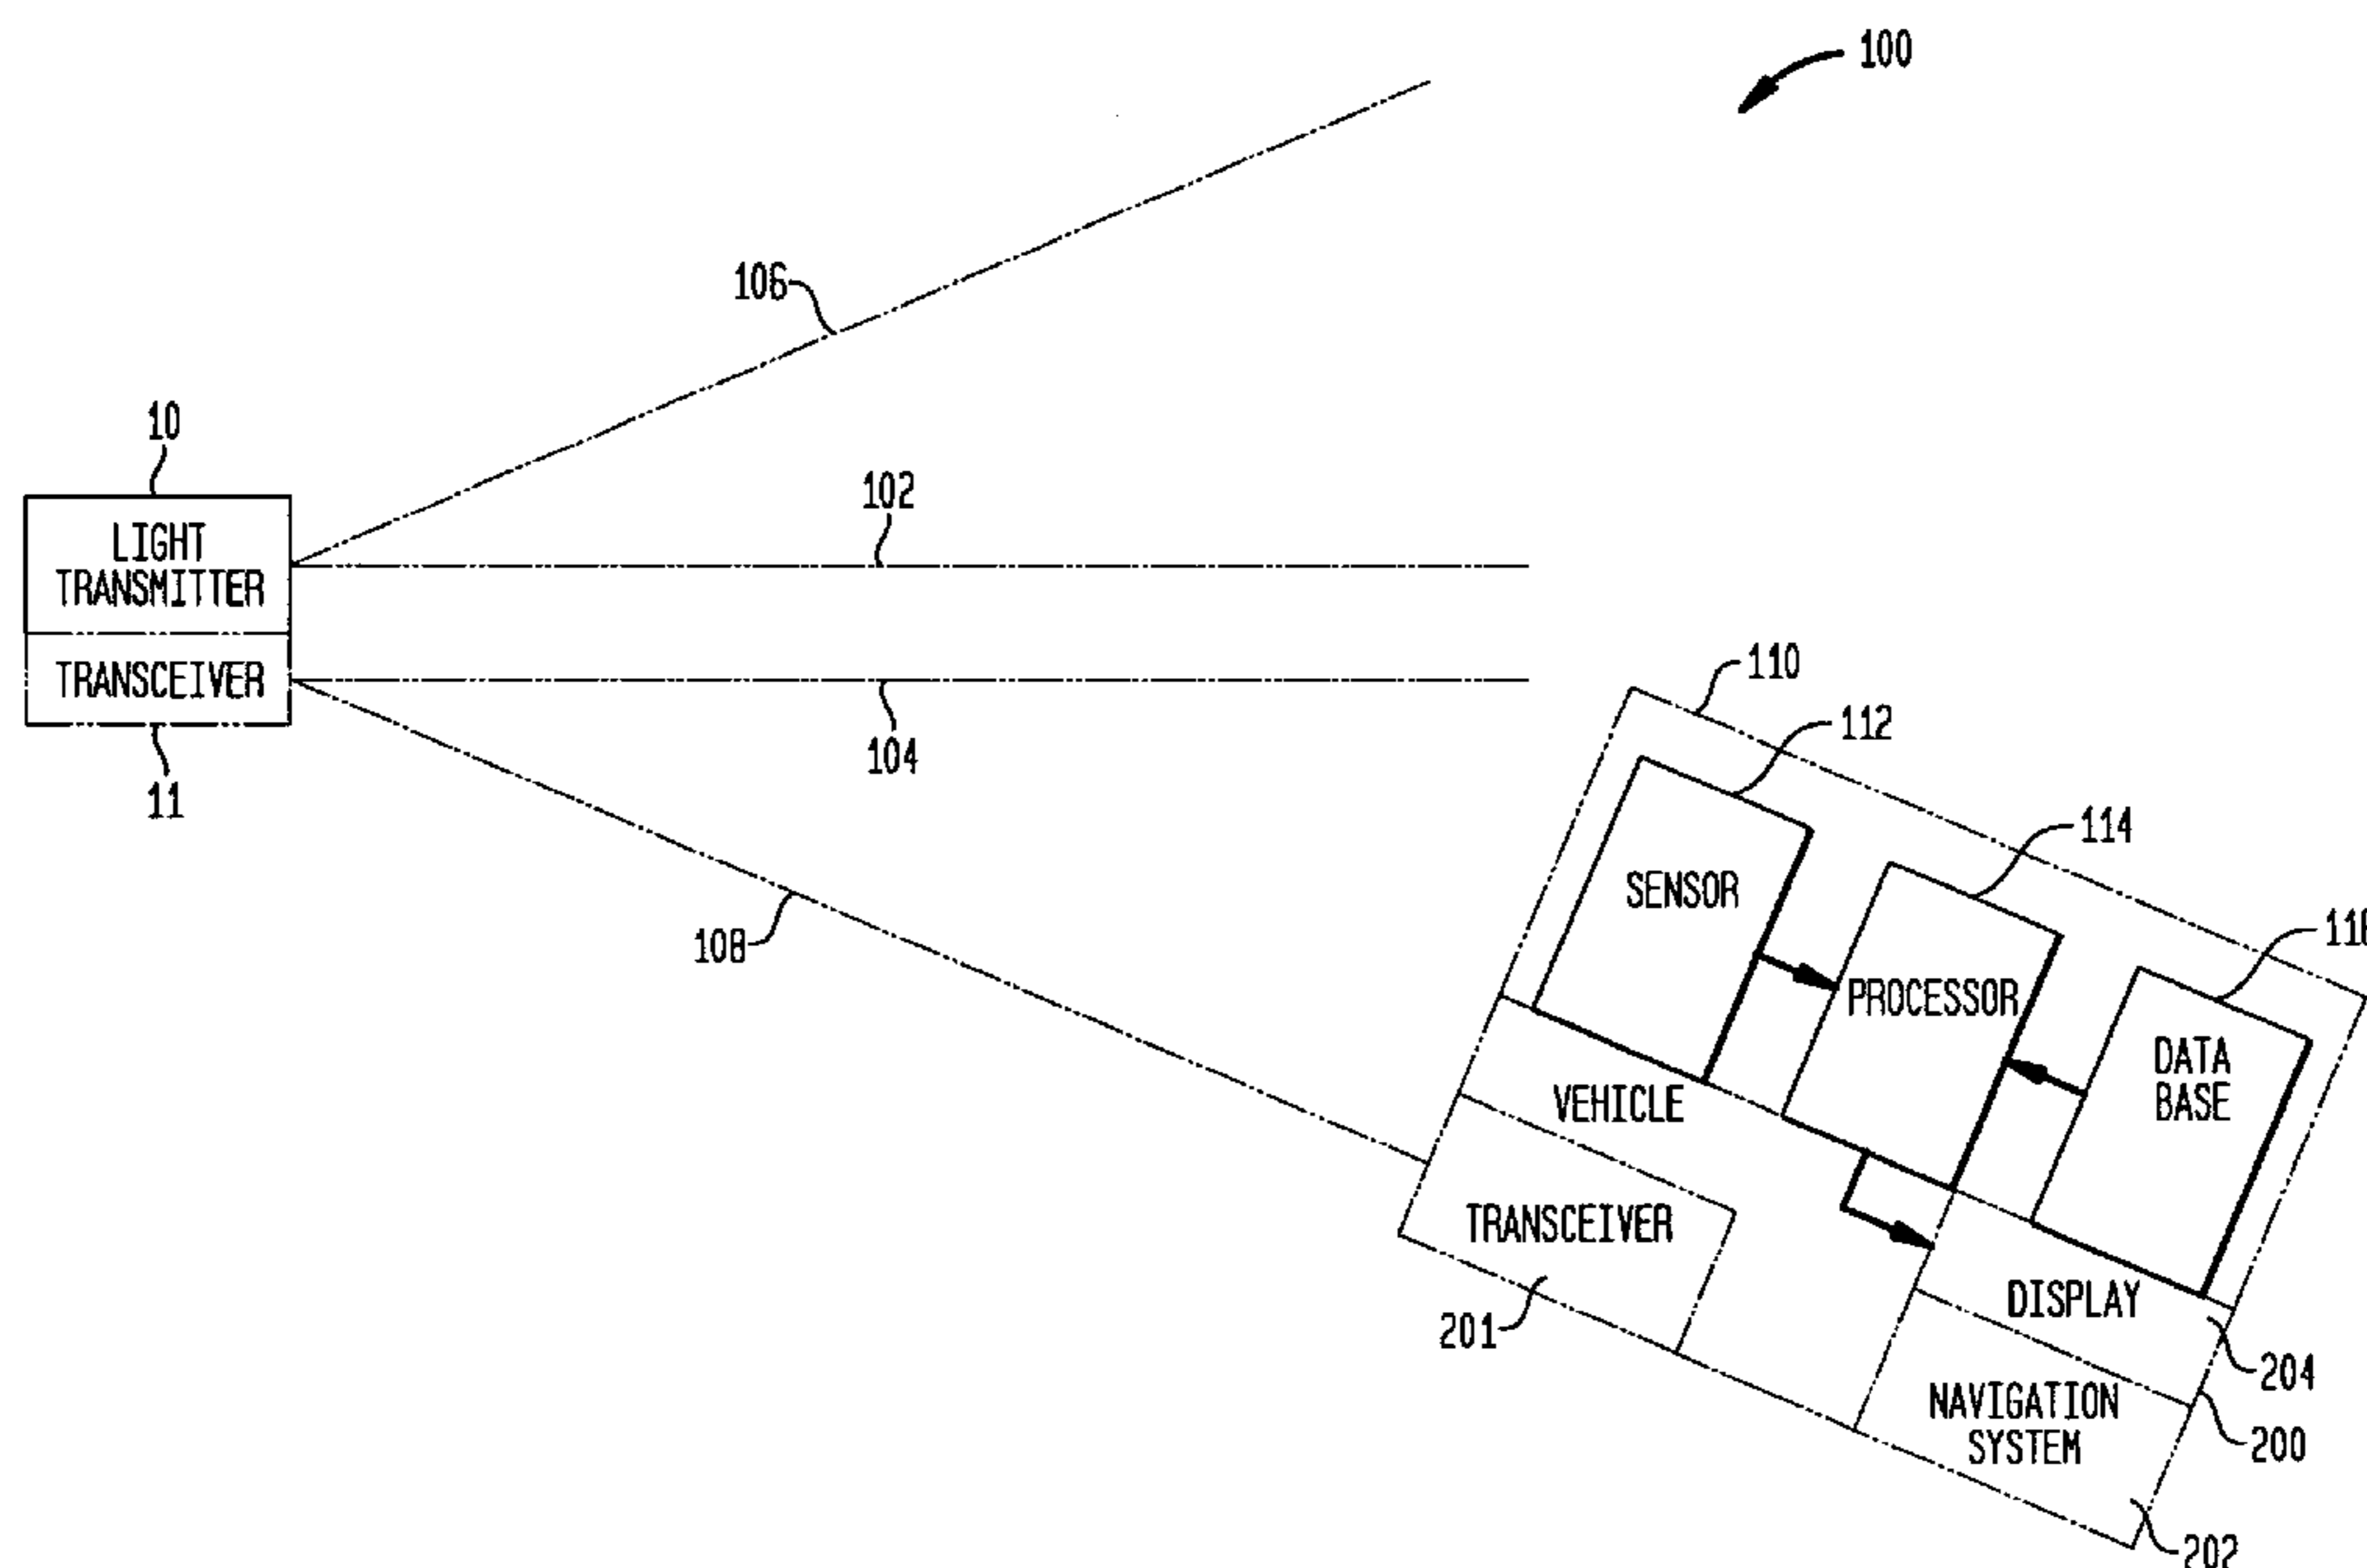 100
106
10
102
LIGHT
TRANSMITTER
TRANSCEIVER
104
11
110
112
114
SENSOR
108
PROCESSOR
DATA
BASE
VEHICLE
TRANSCEIVER
201
DISPLAY
204
NAVIGATION
SYSTEM
200
202